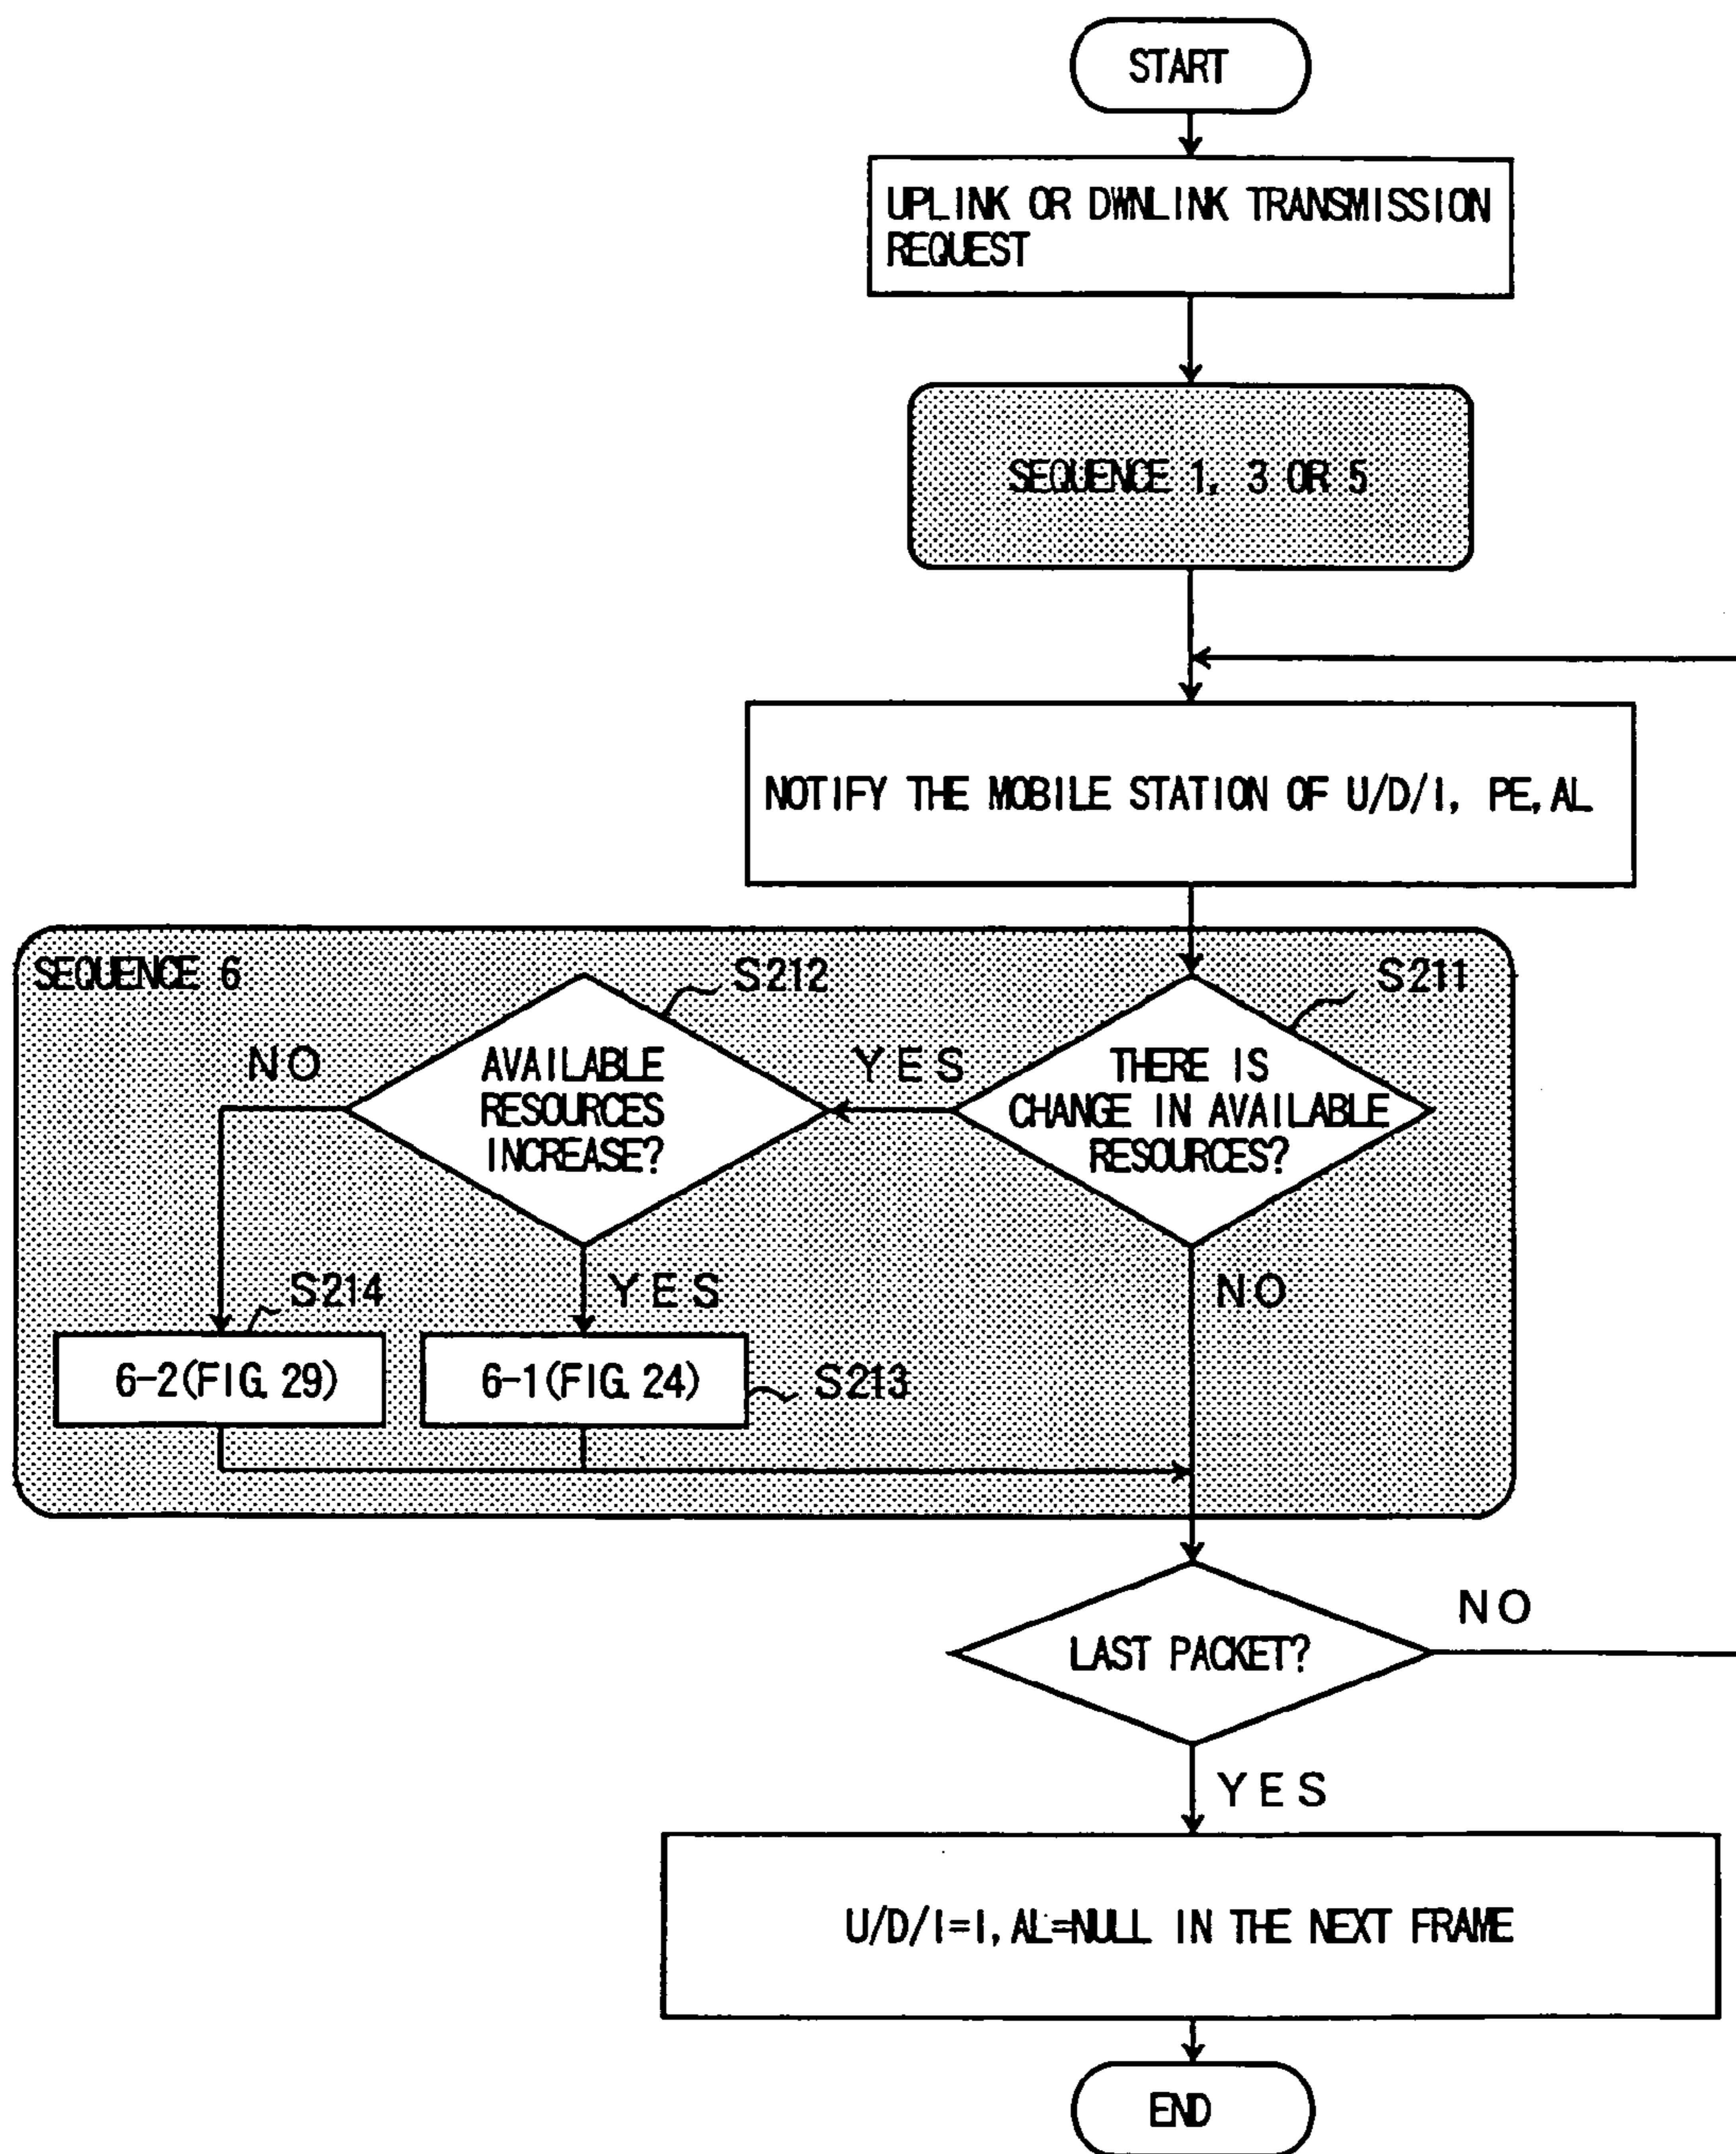 START
UPLINK OR DWNLINK TRANSMISSION
REQUEST
SEQUENCE 1, 3 OR 5
NOTIFY THE MOBILE STATION OF U/D/I, PE, AL
SEQUENCE 6
S212
S211
NO
AVAILABLE
RESOURCES
INCREASE?
YES
THERE IS
CHANGE IN AVAILABLE
RESOURCES?
S214
YES
NO
6-2(FIG. 29)
6-1(FIG. 24)
S213
NO
LAST PACKET?
YES
U/D/I=I, AL=NULL IN THE NEXT FRAME
END